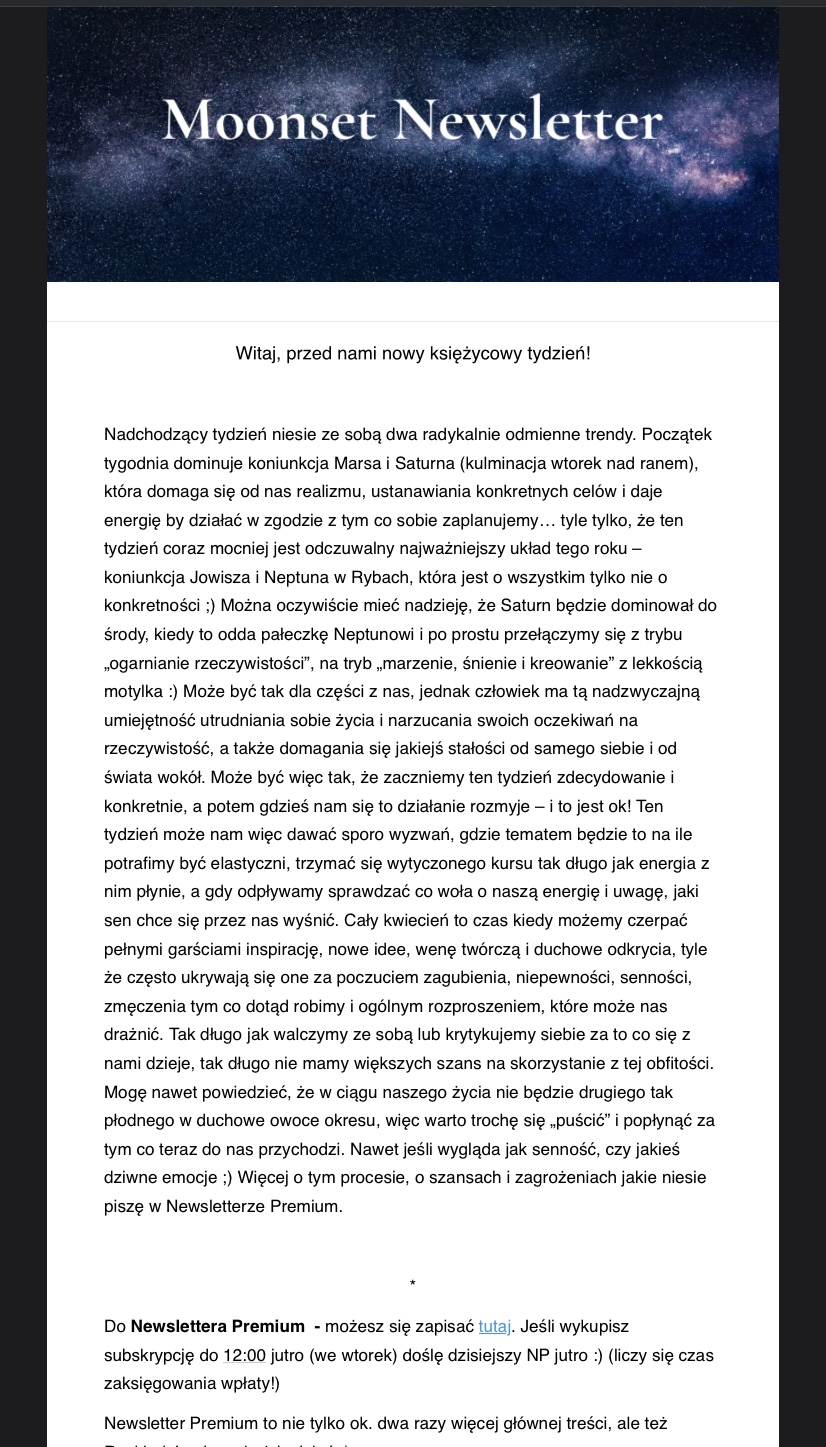 Moonset Newsletter
Witaj, przed nami nowy księżycowy tydzień!
Nadchodzący tydzień niesie ze sobą dwa radykalnie odmienne trendy. Początek
tygodnia dominuje koniunkcja Marsa i Saturna (kulminacja wtorek nad ranem),
która domaga się od nas realizmu, ustanawiania konkretnych celów i daje
energię by działać w zgodzie z tym co sobie zaplanujemy… tyle tylko, że ten
tydzień coraz mocniej jest odczuwalny najważniejszy układ tego roku –
koniunkcja Jowisza i Neptuna w Rybach, która jest o wszystkim tylko nie o
konkretności ;) Można oczywiście mieć nadzieję, że Saturn będzie dominował do
środy, kiedy to odda pałeczkę Neptunowi i po prostu przełączymy się z trybu
„ogarnianie rzeczywistości”, na tryb „marzenie, śnienie i kreowanie” z lekkością
motylka :) Może być tak dla części z nas, jednak człowiek ma tą nadzwyczajną
umiejętność utrudniania sobie życia i narzucania swoich oczekiwań na
rzeczywistość, a także domagania się jakiejś stałości od samego siebie i od
świata wokół. Może być więc tak, że zaczniemy ten tydzień zdecydowanie i
konkretnie, a potem gdzieś nam się to działanie rozmyje – i to jest ok! Ten
tydzień może nam więc dawać sporo wyzwań, gdzie tematem będzie to na ile
potrafimy być elastyczni, trzymać się wytyczonego kursu tak długo jak energia z
nim płynie, a gdy odpływamy sprawdzać co woła o naszą energię i uwagę, jaki
sen chce się przez nas wyśnić. Cały kwiecień to czas kiedy możemy czerpać
pełnymi garściami inspirację, nowe idee, wenę twórczą i duchowe odkrycia, tyle
że często ukrywają się one za poczuciem zagubienia, niepewności, senności,
zmęczenia tym co dotąd robimy i ogólnym rozproszeniem, które może nas
drażnić. Tak długo jak walczymy ze sobą lub krytykujemy siebie za to co się z
nami dzieje, tak długo nie mamy większych szans na skorzystanie z tej obfitości.
Mogę nawet powiedzieć, że w ciągu naszego życia nie będzie drugiego tak
płodnego w duchowe owoce okresu, więc warto trochę się „puścić” i popłynąć za
tym co teraz do nas przychodzi. Nawet jeśli wygląda jak senność, czy jakieś
dziwne emocje ;) Więcej o tym procesie, o szansach i zagrożeniach jakie niesie
piszę w Newsletterze Premium.
*
Do Newslettera Premium - możesz się zapisać tutaj. Jeśli wykupisz
subskrypcję do 12:00 jutro (we wtorek) doślę dzisiejszy NP jutro :) (liczy się czas
zaksięgowania wpłaty!)
Newsletter Premium to nie tylko ok. dwa razy więcej głównej treści, ale też